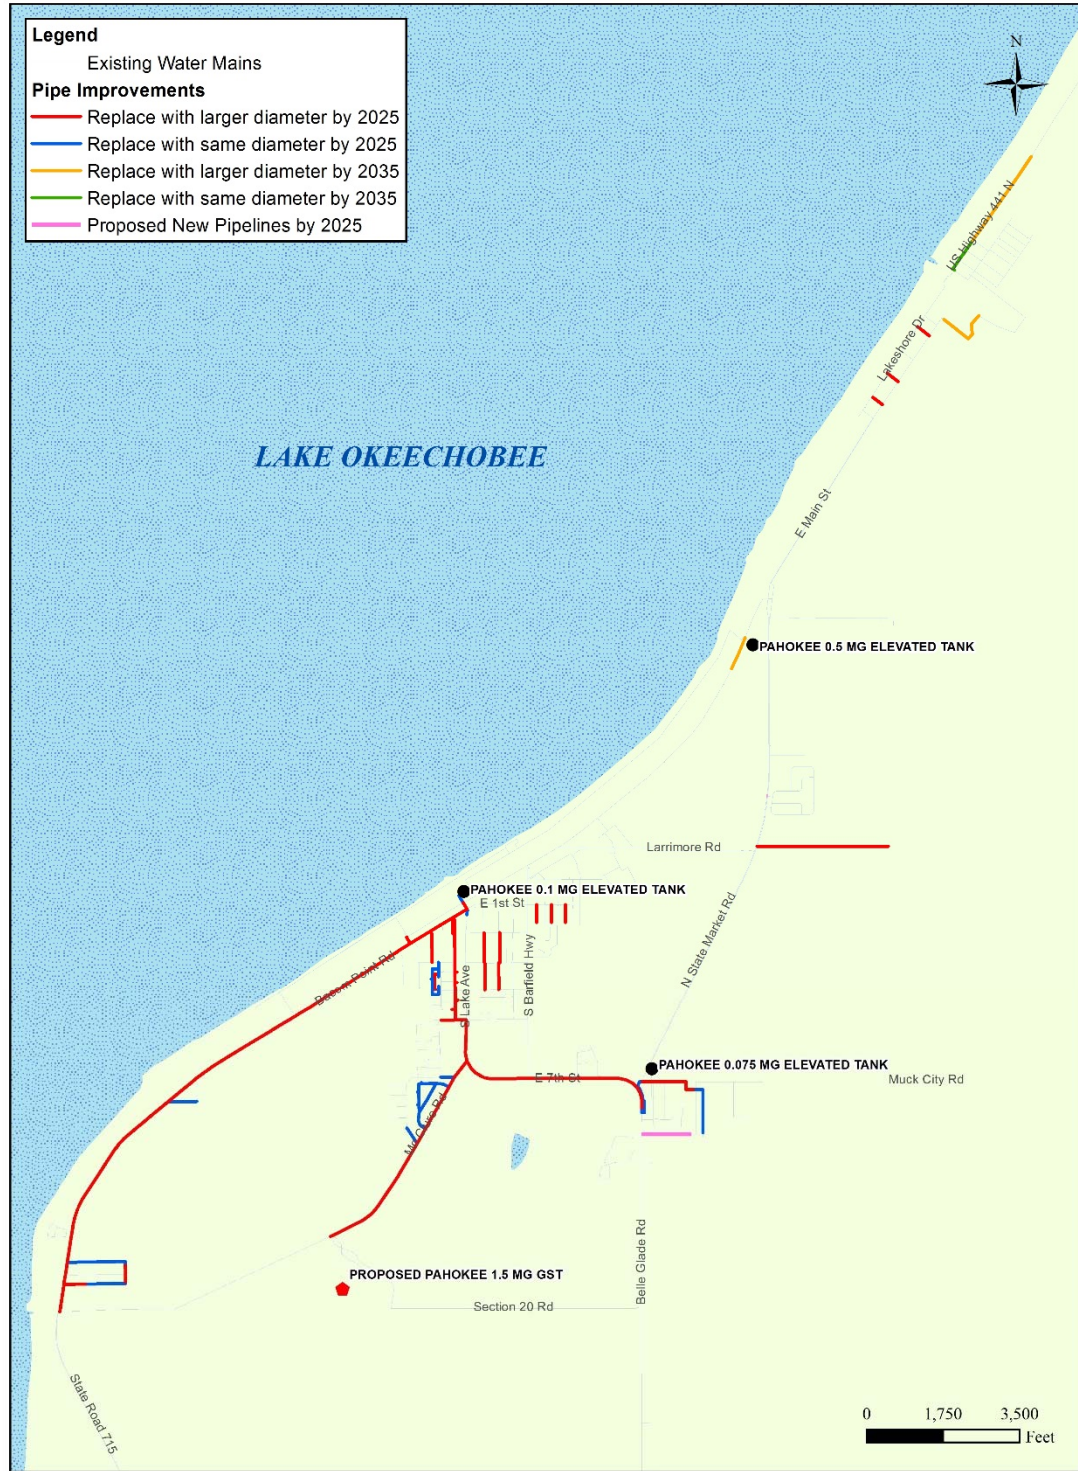 Legend
Existing Water Mains
Pipe Improvements
Replace with larger diameter by 2025
Replace with same diameter by 2025
Replace with larger diameter by 2035
Replace with same diameter by 2035
Proposed New Pipelines by 2025
N
US Highway 441 N
Lakeshore Dr
LAKE OKEECHOBEE
E Main St
PAHOKEE 0.5 MG ELEVATED TANK
Larrimore Rd
PAHOKEE 0.1 MG ELEVATED TANK
E 1st St
N State Market Rd
S Barfield Hwy
S Lake Ave
Bacom Point Rd
PAHOKEE 0.075 MG ELEVATED TANK
E 7th St
Muck City Rd
Mc Clure Rd
Belle Glade Rd
PROPOSED PAHOKEE 1.5 MG GST
Section 20 Rd
State Road 715
0 1,750 3,500
Feet